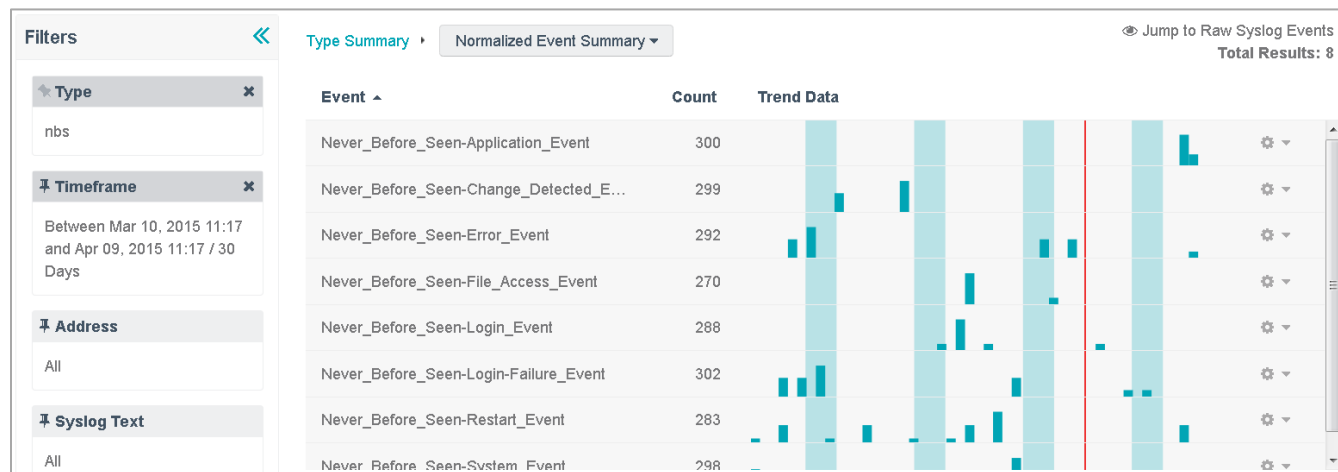 Filters
Type
nbs
Timeframe
Between Mar 10, 2015 11:17
and Apr 09, 2015 11:17 / 30
Days
Address
All
Syslog Text
All
Type Summary
Normalized Event Summary
Jump to Raw Syslog Events
Total Results: 8
Event Count Trend Data
Never_Before_Seen-Application_Event 300
Never_Before_Seen-Change_Detected_E... 299
Never_Before_Seen-Error_Event 292
Never_Before_Seen-File_Access_Event 270
Never_Before_Seen-Login_Event 288
Never_Before_Seen-Login-Failure_Event 302
Never_Before_Seen-Restart_Event 283
Never_Before_Seen-System_Event 298